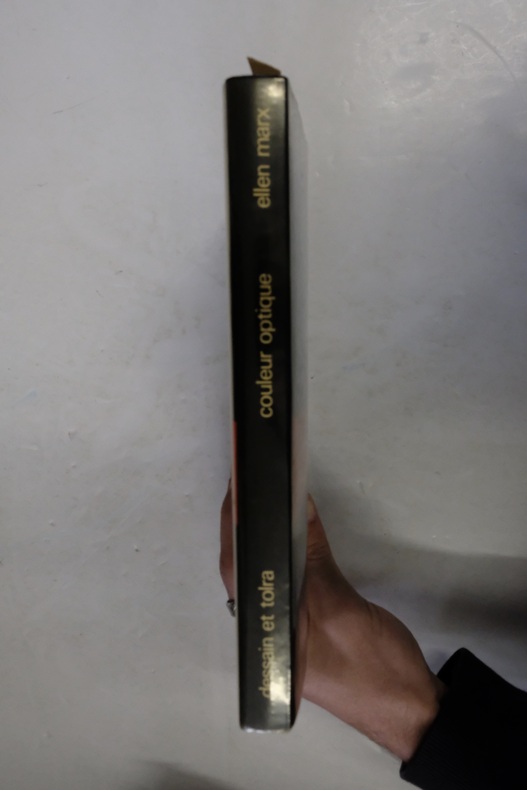 dessain et tolra
couleur optique
ellen marx